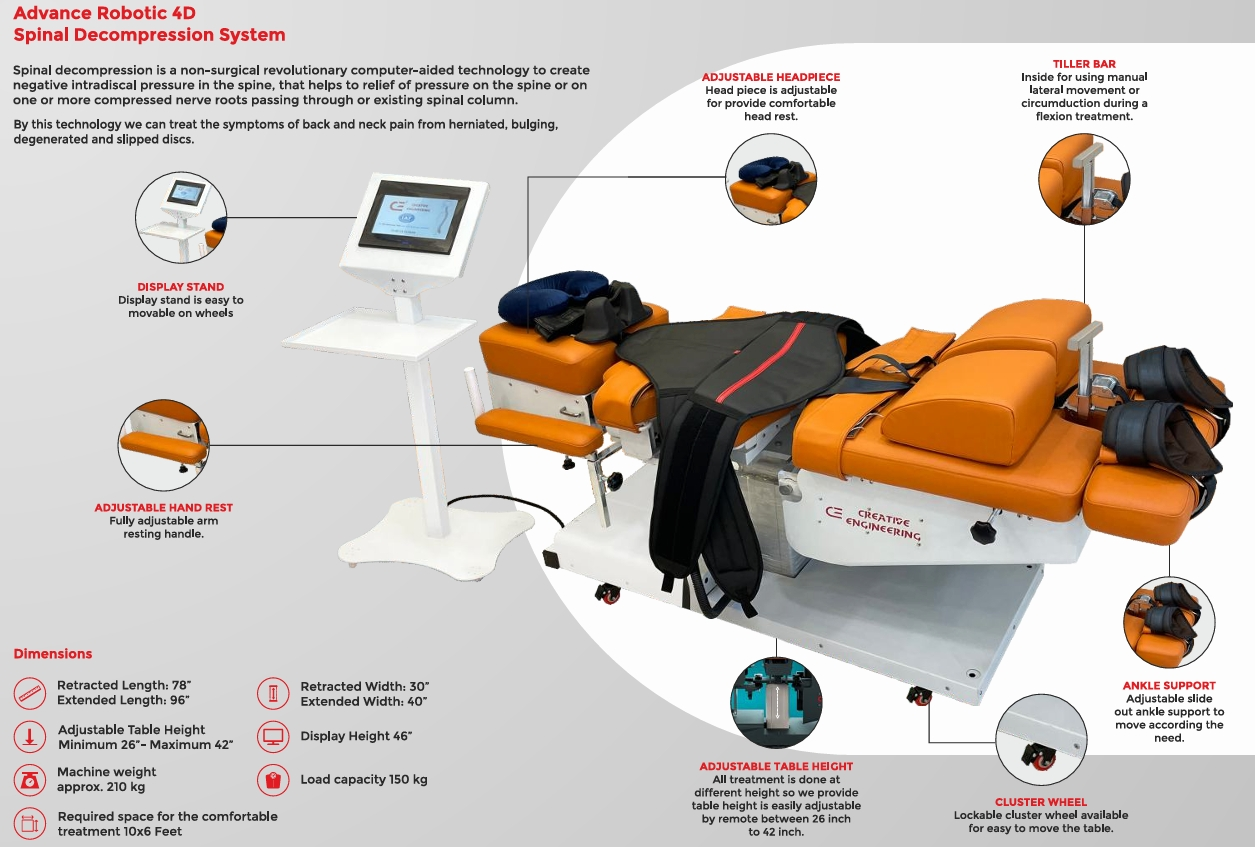 Advance Robotic 4D
Spinal Decompression System
Spinal decompression is a non-surgical revolutionary computer-aided technology to create
negative intradiscal pressure in the spine, that helps to relief of pressure on the spine or on
one or more compressed nerve roots passing through or existing spinal column.
By this technology we can treat the symptoms of back and neck pain from herniated, bulging,
degenerated and slipped discs.
ADJUSTABLE HEADPIECE
Head piece is adjustable
for provide comfortable
head rest.
TILLER BAR
Inside for using manual
lateral movement or
circumduction during a
flexion treatment.
DISPLAY STAND
Display stand is easy to
movable on wheels
CE CREATIVE
ENGINEERING
ADJUSTABLE HAND REST
Fully adjustable arm
resting handle.
CE CREATIVE
ENGINEERING
ANKLE SUPPORT
Adjustable slide
out ankle support to
move according the
need.
ADJUSTABLE TABLE HEIGHT
All treatment is done at
different height so we provide
table height is easily adjustable
by remote between 26 inch
to 42 inch.
CLUSTER WHEEL
Lockable cluster wheel available
for easy to move the table.
Dimensions
Retracted Length: 78”
Extended Length: 96”
Retracted Width: 30”
Extended Width: 40”
Adjustable Table Height
Minimum 26”- Maximum 42”
Display Height 46”
Machine weight
approx. 210 kg
Load capacity 150 kg
Required space for the comfortable
treatment 10x6 Feet